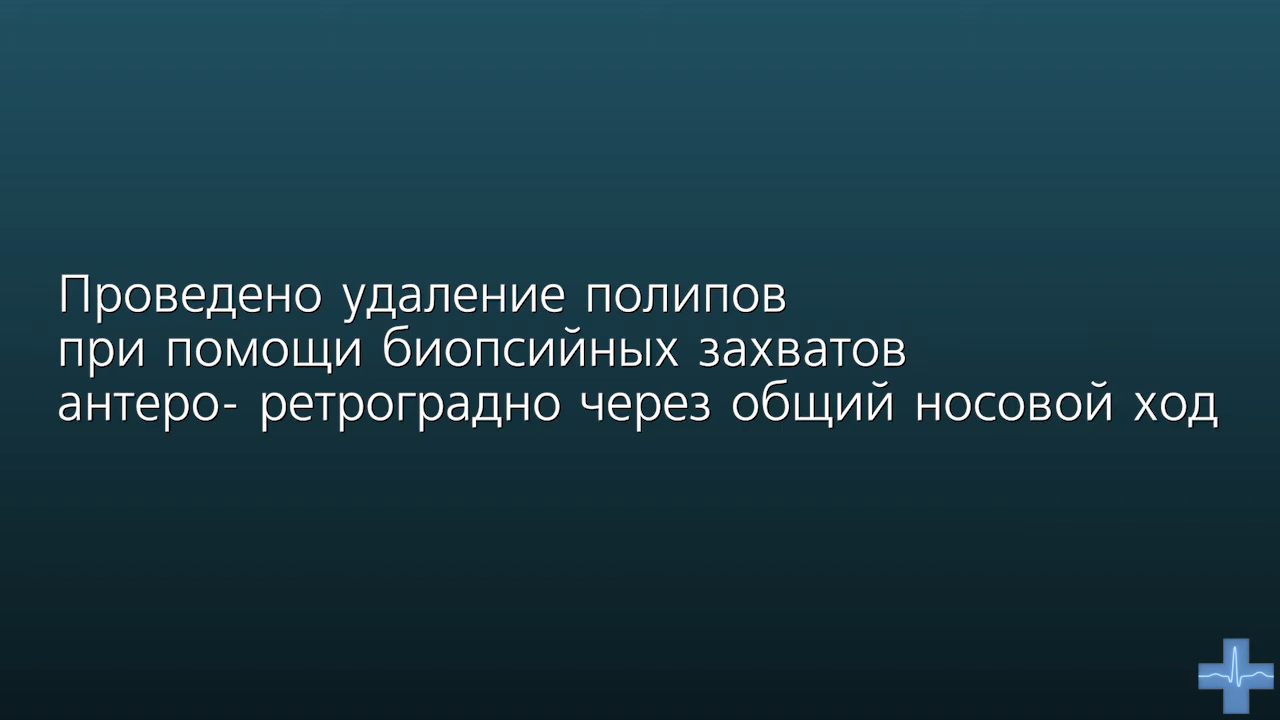 Проведено удаление полипов
при помощи биопсийных захватов
антеро- ретроградно через общий носовой ход